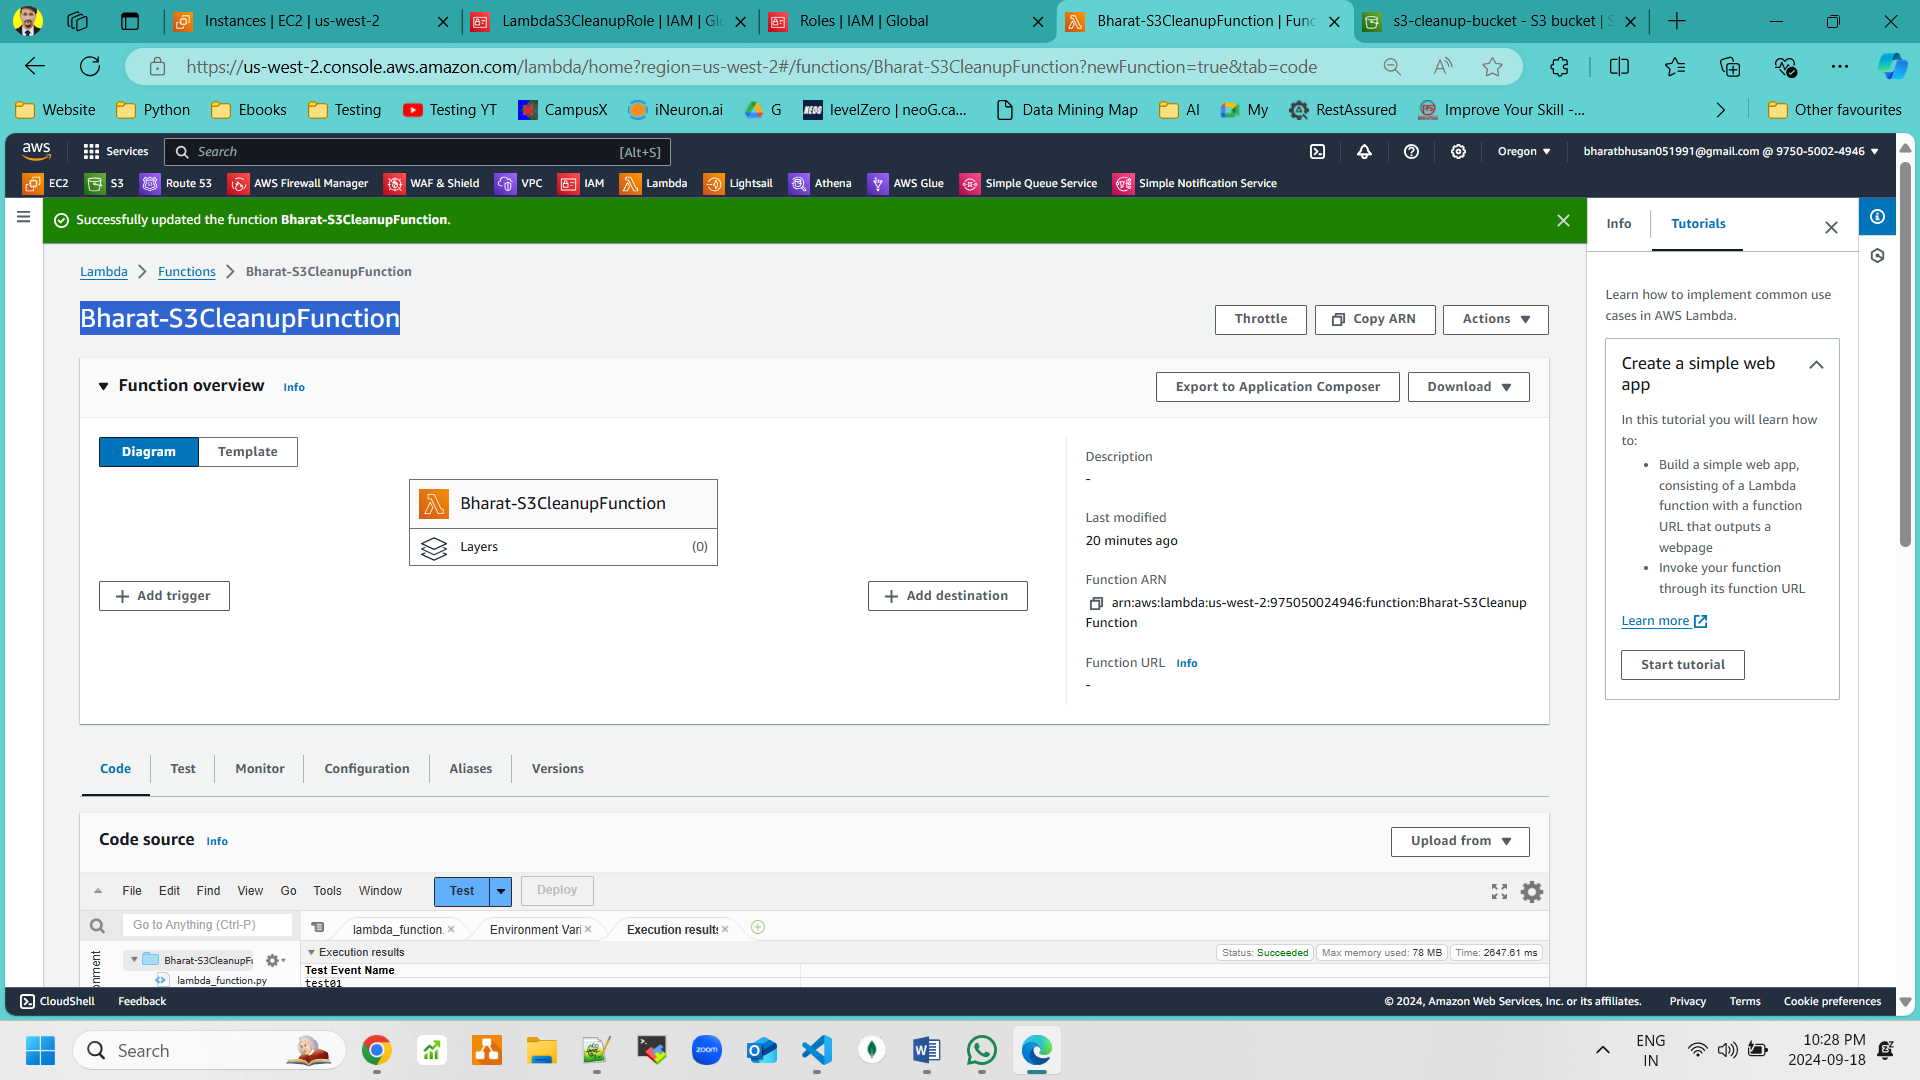 Instances | EC2 | us-west-2
LambdaS3CleanupRole | IAM | Glo
Roles | IAM | Global
Bharat-S3CleanupFunction | Func
s3-cleanup-bucket - S3 bucket | S
https://us-west-2.console.aws.amazon.com/lambda/home?region=us-west-2#/functions/Bharat-S3CleanupFunction?newFunction=true&tab=code
Website
Python
Ebooks
Testing
Testing YT
CampusX
iNeuron.ai
G
NEOG
levelZero | neoG.ca...
Data Mining Map
AI
My
RestAssured
Improve Your Skill -...
Other favourites
aws
Services
Search
[Alt+S]
Oregon
bharatbhusan051991@gmail.com @ 9750-5002-4946
EC2
S3
Route 53
AWS Firewall Manager
WAF & Shield
VPC
IAM
Lambda
Lightsail
Athena
AWS Glue
Simple Queue Service
Simple Notification Service
Successfully updated the function Bharat-S3CleanupFunction.
Info
Tutorials
Lambda
Functions
Bharat-S3CleanupFunction
Bharat-S3CleanupFunction
Throttle
Copy ARN
Actions
Learn how to implement common use
cases in AWS Lambda.
Function overview
Info
Export to Application Composer
Download
Create a simple web
app
In this tutorial you will learn how
to:
• Build a simple web app,
consisting of a Lambda
function with a function
URL that outputs a
webpage
• Invoke your function
through its function URL
Learn more
Start tutorial
Diagram
Template
Bharat-S3CleanupFunction
Layers
(0)
Add trigger
Add destination
Description
-
Last modified
20 minutes ago
Function ARN
arn:aws:lambda:us-west-2:975050024946:function:Bharat-S3Cleanup
Function
Function URL
Info
-
Code
Test
Monitor
Configuration
Aliases
Versions
Code source
Info
Upload from
File
Edit
Find
View
Go
Tools
Window
Test
Deploy
Go to Anything (Ctrl-P)
lambda_function.
Environment Vari
Execution results
Execution results
Status: Succeeded
Max memory used: 78 MB
Time: 2647.61 ms
Bharat-S3CleanupFu
lambda_function.py
Test Event Name
test01
CloudShell
Feedback
© 2024, Amazon Web Services, Inc. or its affiliates.
Privacy
Terms
Cookie preferences
Search
zoom
ENG
IN
10:28 PM
2024-09-18